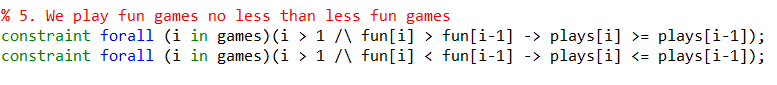 % 5. We play fun games no less than less fun games
constraint forall (i in games)(i > 1 /\ fun[i] > fun[i-1] -> plays[i] >= plays[i-1]);
constraint forall (i in games)(i > 1 /\ fun[i] < fun[i-1] -> plays[i] <= plays[i-1]);